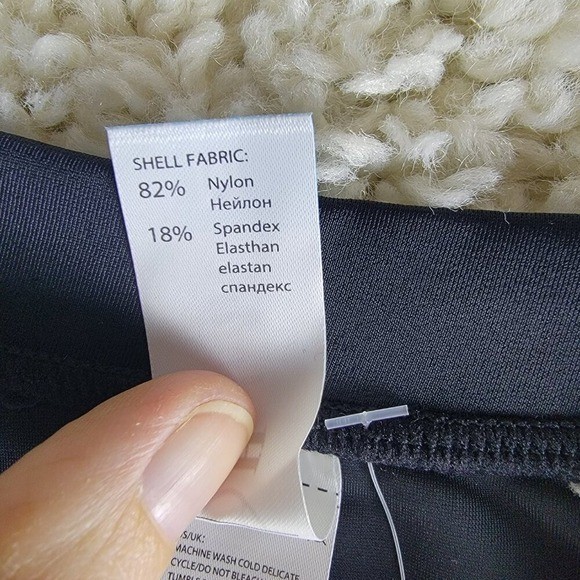 SHELL FABRIC:
82% Nylon
Нейлон
18% Spandex
Elasthan
elastan
спандекс
MACHINE WASH COLD DELICATE
CYCLE/DO NOT BLEACH